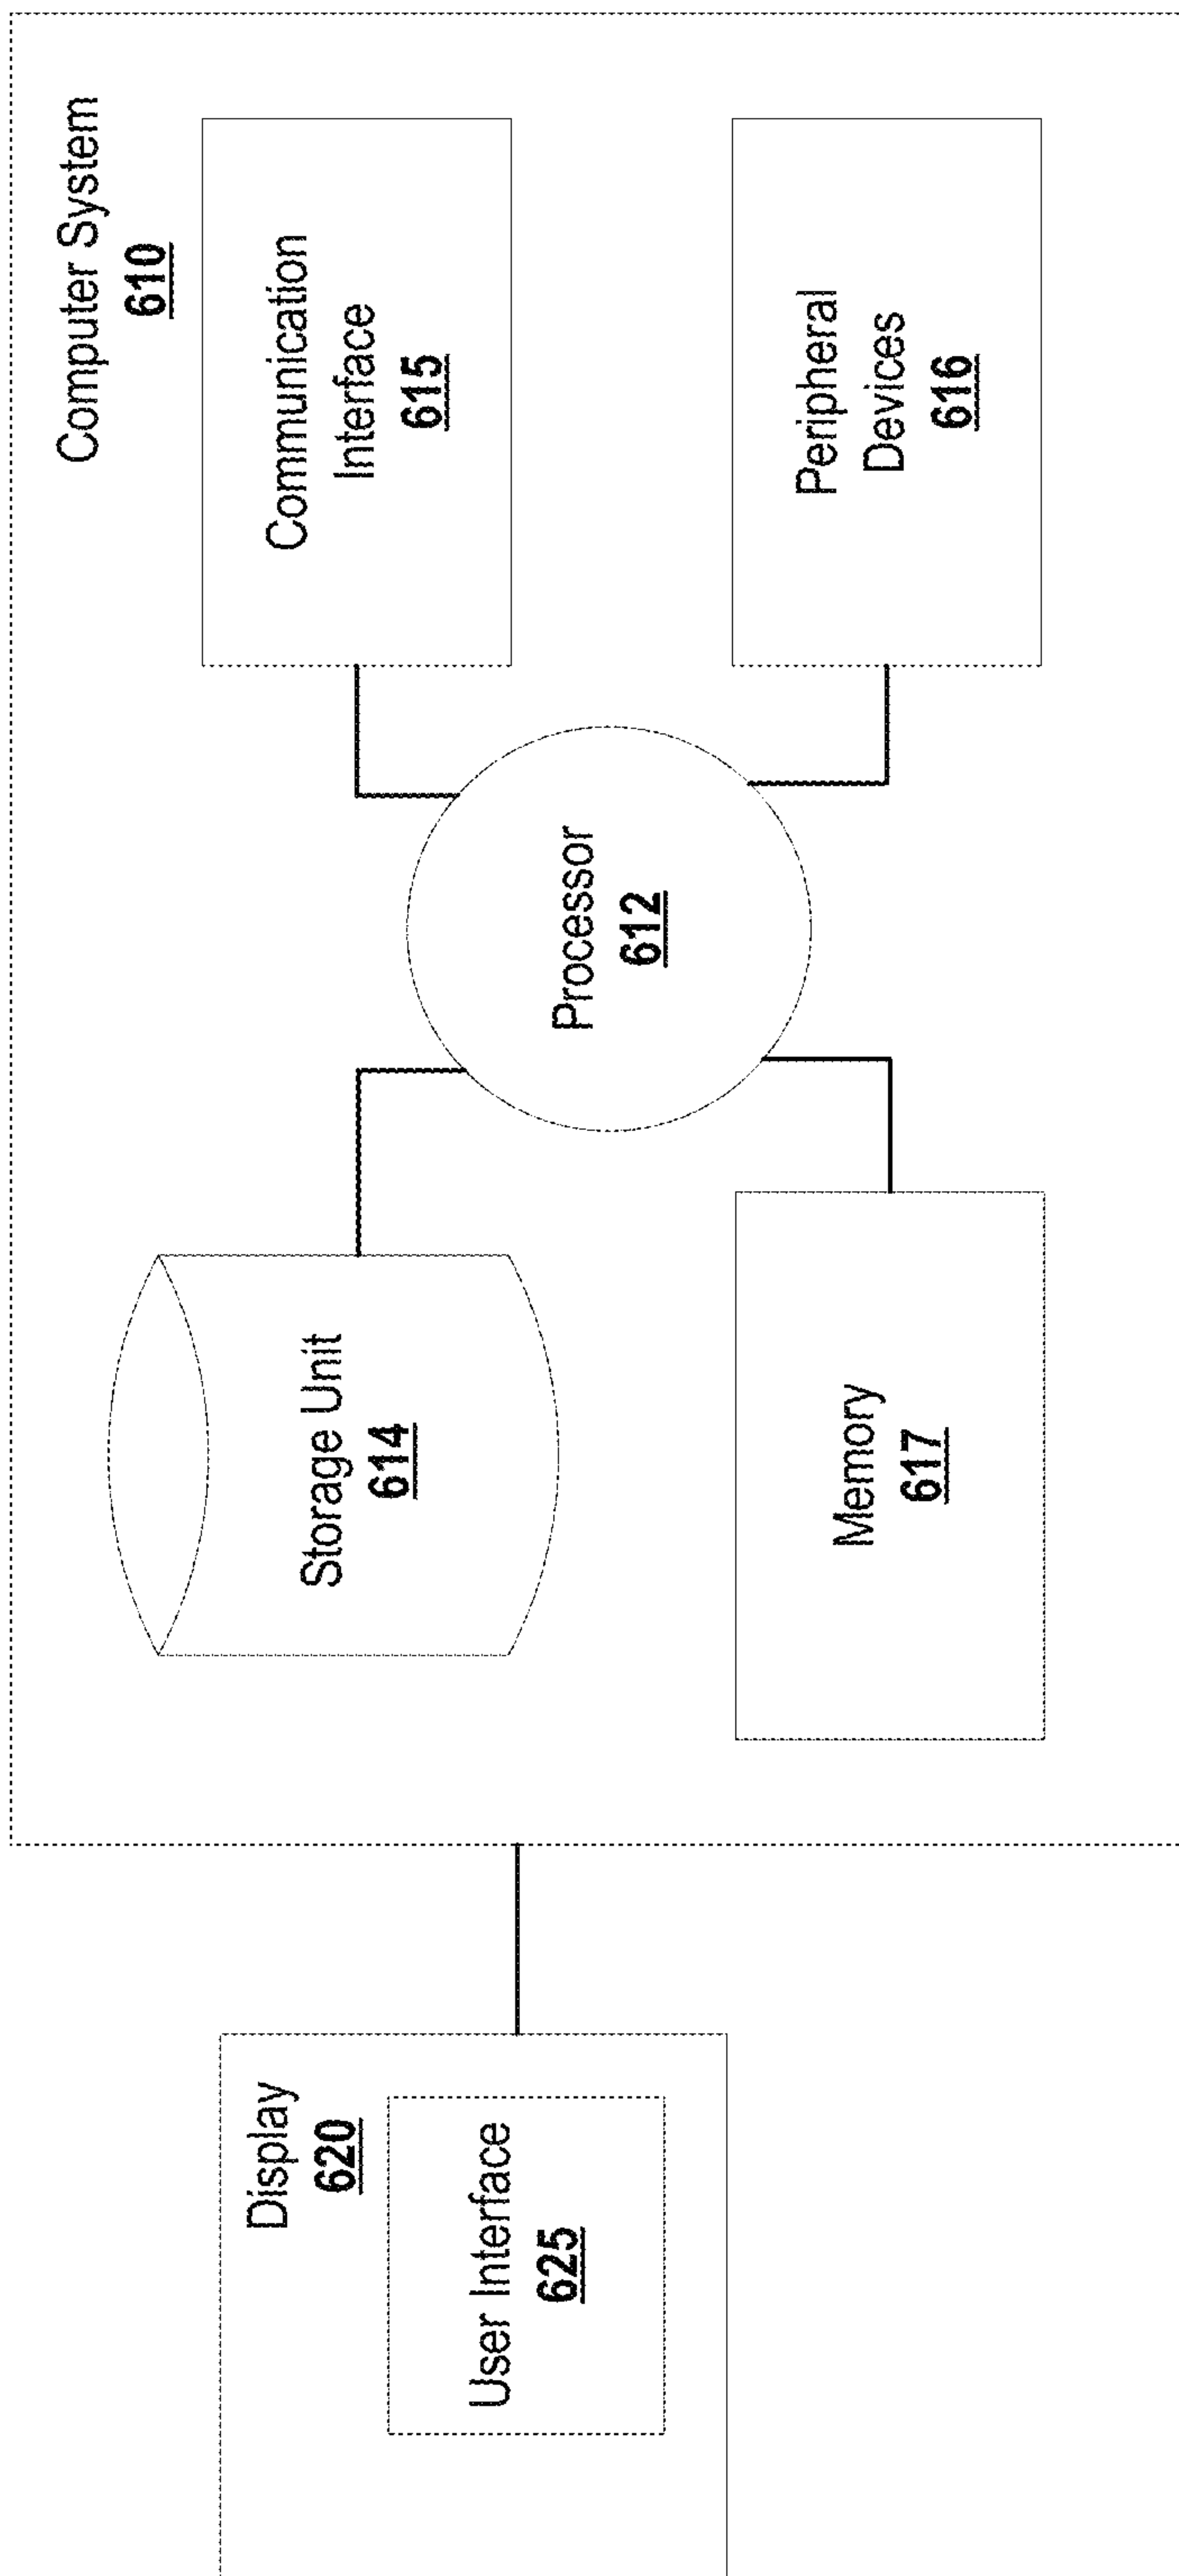 Computer System
610
Communication
Interface
615
Peripheral
Devices
616
Processor
612
Storage Unit
614
Memory
617
Display
620
User Interface
625